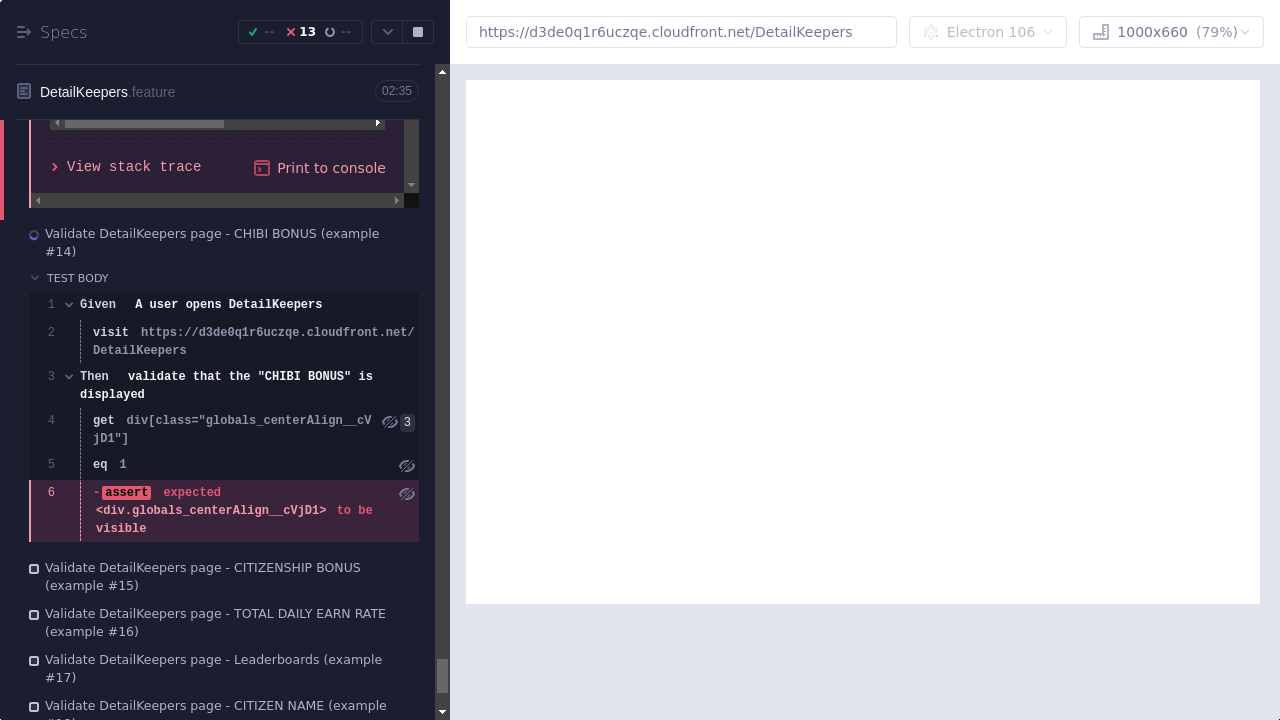 Specs
-- 13 --
https://d3de0q1r6uczqe.cloudfront.net/DetailKeepers
Electron 106
1000x660 (79%)
DetailKeepers.feature
02:35
View stack trace
Print to console
Validate DetailKeepers page - CHIBI BONUS (example
#14)
TEST BODY
1 Given A user opens DetailKeepers
2 visit https://d3de0q1r6uczqe.cloudfront.net/
DetailKeepers
3 Then validate that the "CHIBI BONUS" is
displayed
4 get div[class="globals_centerAlign__cV 3
jD1"]
5 eq 1
6 -assert expected
<div.globals_centerAlign__cVjD1> to be
visible
Validate DetailKeepers page - CITIZENSHIP BONUS
(example #15)
Validate DetailKeepers page - TOTAL DAILY EARN RATE
(example #16)
Validate DetailKeepers page - Leaderboards (example
#17)
Validate DetailKeepers page - CITIZEN NAME (example